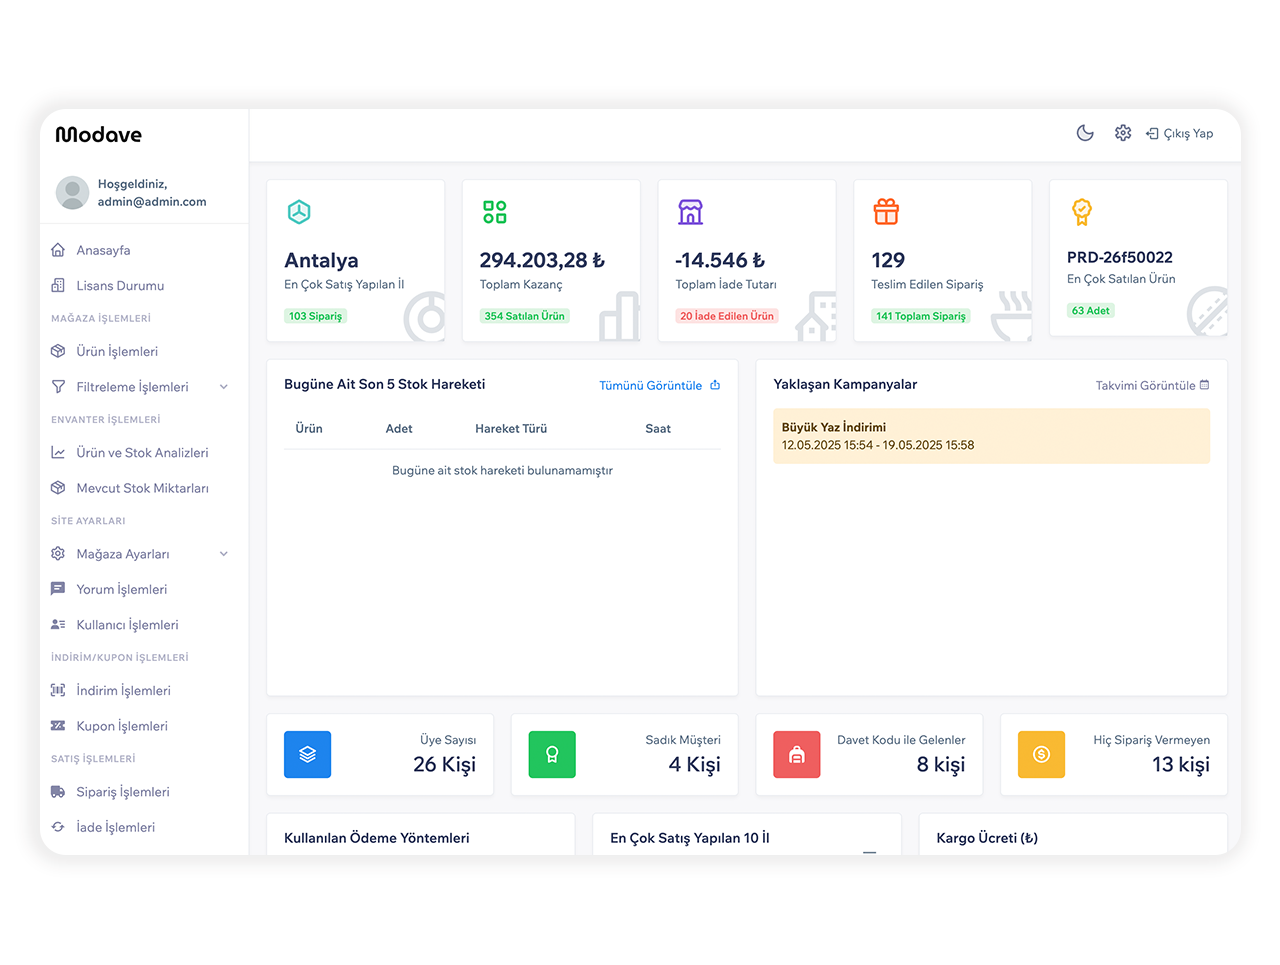 Modave
Hoşgeldiniz,
admin@admin.com
Anasayfa
Lisans Durumu
MAĞAZA İŞLEMLERİ
Ürün İşlemleri
Filtreleme İşlemleri
ENVANTER İŞLEMLERİ
Ürün ve Stok Analizleri
Mevcut Stok Miktarları
SİTE AYARLARI
Mağaza Ayarları
Yorum İşlemleri
Kullanıcı İşlemleri
İNDİRİM/KUPON İŞLEMLERİ
İndirim İşlemleri
Kupon İşlemleri
SATIŞ İŞLEMLERİ
Sipariş İşlemleri
İade İşlemleri
Çıkış Yap
Antalya
En Çok Satış Yapılan İl
103 Sipariş
294.203,28 ₺
Toplam Kazanç
354 Satılan Ürün
-14.546 ₺
Toplam İade Tutarı
20 İade Edilen Ürün
129
Teslim Edilen Sipariş
141 Toplam Sipariş
PRD-26f50022
En Çok Satılan Ürün
63 Adet
Bugüne Ait Son 5 Stok Hareketi
Tümünü Görüntüle
Ürün Adet Hareket Türü Saat
Bugüne ait stok hareketi bulunamamıştır
Yaklaşan Kampanyalar
Takvimi Görüntüle
Büyük Yaz İndirimi
12.05.2025 15:54 - 19.05.2025 15:58
Üye Sayısı
26 Kişi
Sadık Müşteri
4 Kişi
Davet Kodu ile Gelenler
8 kişi
Hiç Sipariş Vermeyen
13 kişi
Kullanılan Ödeme Yöntemleri
En Çok Satış Yapılan 10 İl
Kargo Ücreti (₺)